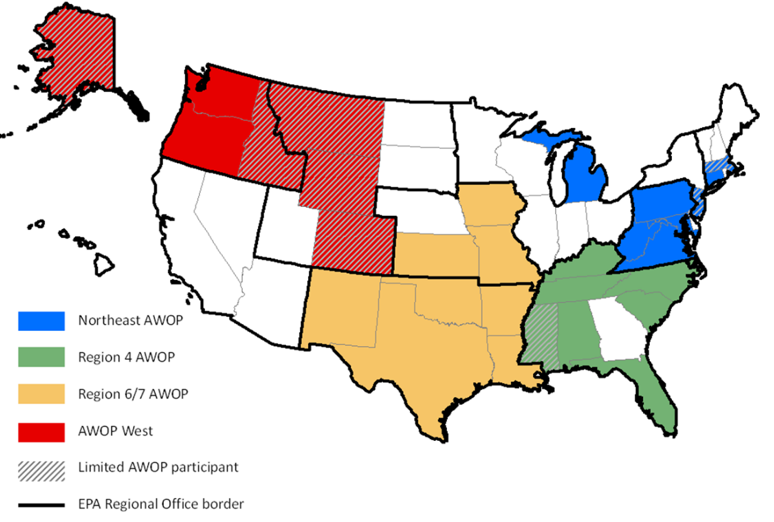 Northeast AWOP
Region 4 AWOP
Region 6/7 AWOP
AWOP West
Limited AWOP participant
EPA Regional Office border